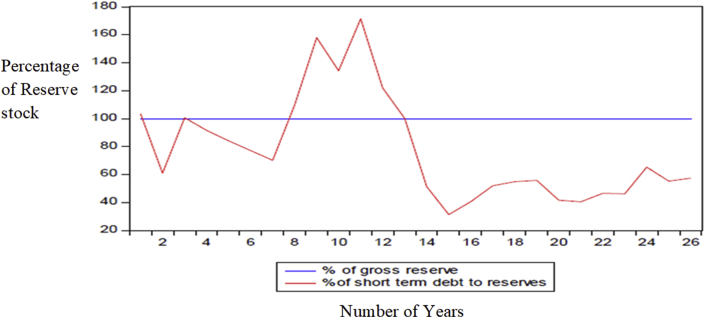 180
160
140
120
100
80
60
40
20
Percentage
of Reserve
stock
2 4 6 8 10 12 14 16 18 20 22 24 26
% of gross reserve
%of short term debt to reserves
Number of Years